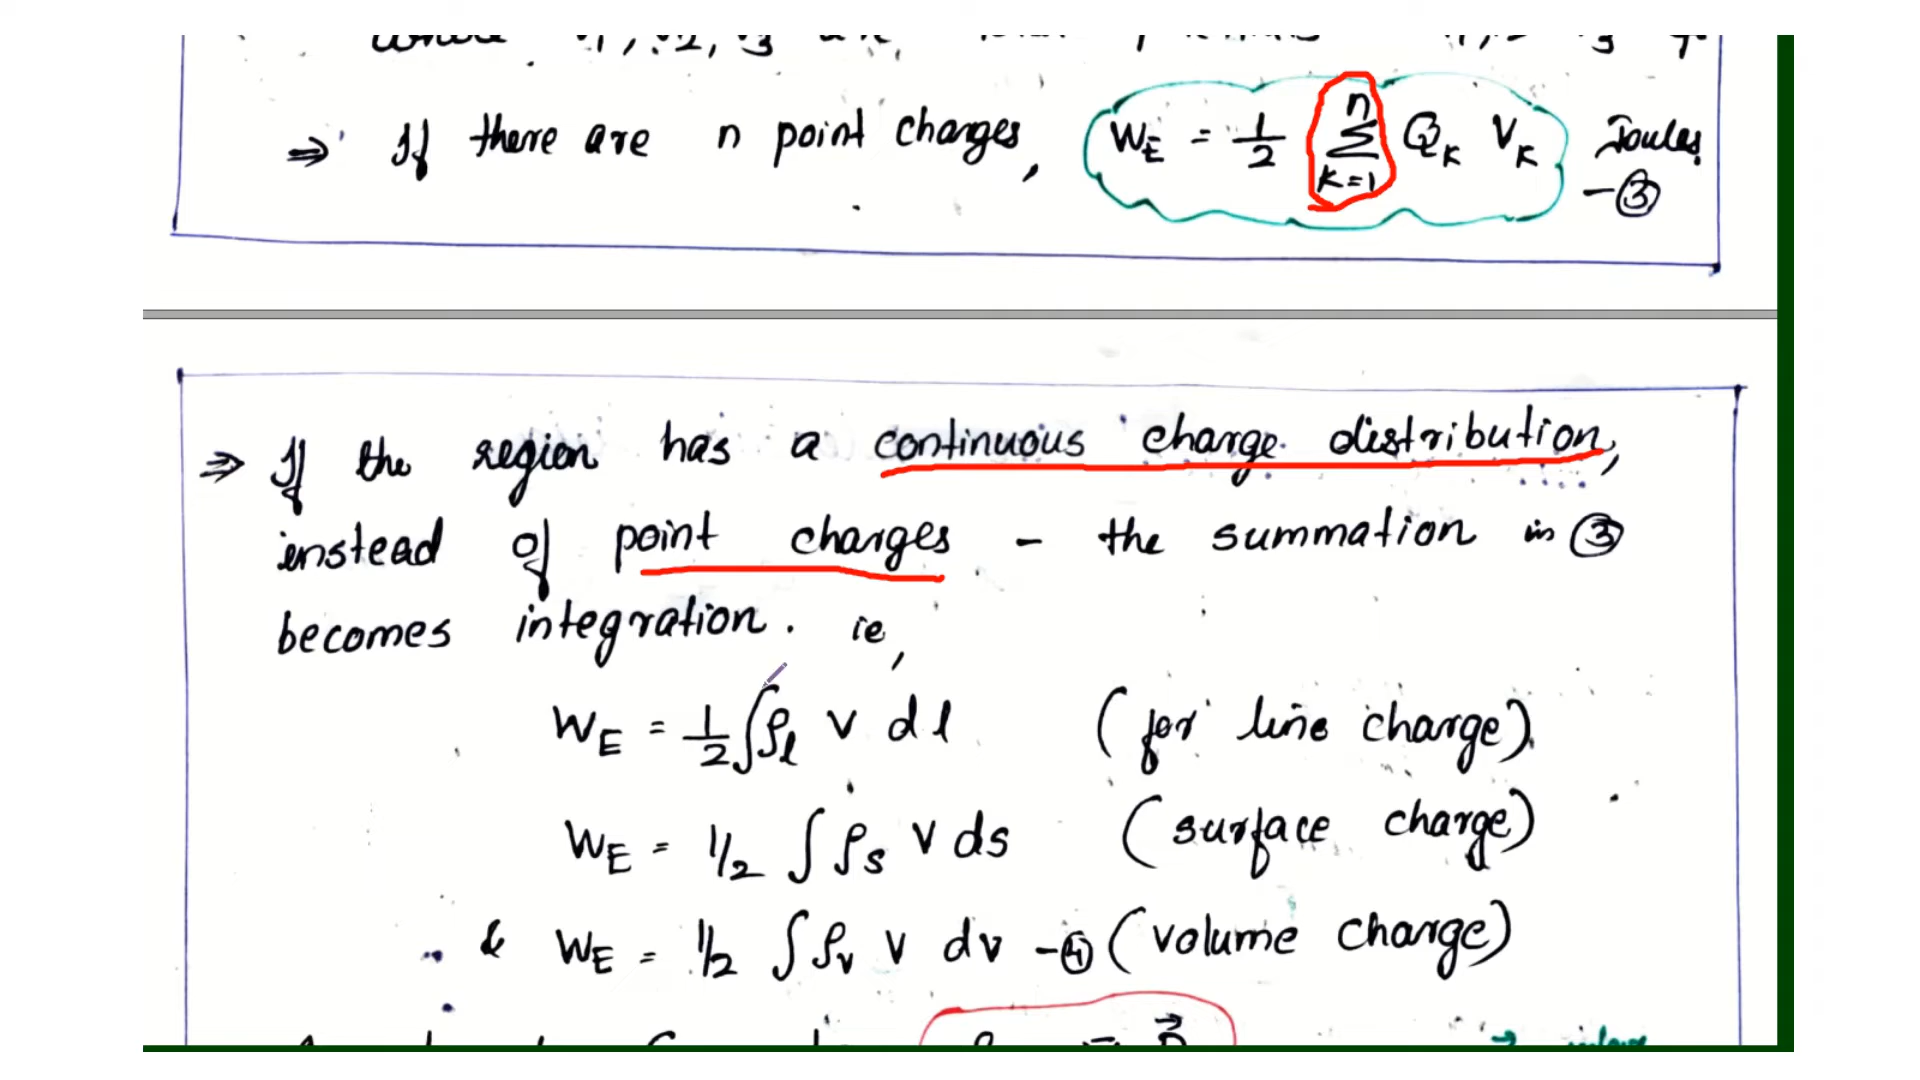 ⇒ If there are n point charges, W_E = 1/2 Σ_{k=1}^{n} Q_K V_K Joules
- ③
⇒ If the region has a continuous charge distribution,
instead of point charges - the summation in ③
becomes integration. ie,
W_E = 1/2 ∫ρ_l V dl (for line charge)
W_E = 1/2 ∫ρ_s V ds (surface charge)
& W_E = 1/2 ∫ρ_v V dv -④ (volume charge)